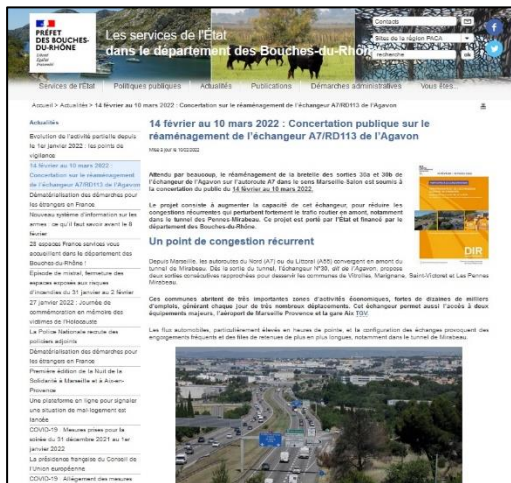 PRÉFET
DES BOUCHES-
DU-RHÔNE
Liberté
Égalité
Fraternité
Les services de l'État
dans le département des Bouches-du-Rhône
Contacts
Sites de la région PACA
recherche
ok
Services de l'État
Politiques publiques
Actualités
Publications
Démarches administratives
Vous êtes...
Accueil > Actualités > 14 février au 10 mars 2022 : Concertation sur le réaménagement de l'échangeur A7/RD113 de l'Agavon
Actualités
Evolution de l'activité partielle depuis
le 1er janvier 2022 : les points de
vigilance
14 février au 10 mars 2022 :
Concertation sur le réaménagement
de l'échangeur A7/RD113 de l'Agavon
Dématérialisation des démarches pour
les étrangers en France
Nouveau système d'information sur les
armes : ce qu'il faut savoir avant le 8
février
28 espaces France services vous
accueillent dans le département des
Bouches-du-Rhône !
Episode de mistral, fermeture des
espaces exposés aux risques
d'incendies du 31 janvier au 2 février
27 janvier 2022 : Journée de
commémoration en mémoire des
victimes de l'Holocauste
La Police Nationale recrute des
policiers adjoints
Dématérialisation des démarches pour
les étrangers en France
Première édition de la Nuit de la
Solidarité à Marseille et à Aix-en-
Provence
Une plateforme en ligne pour signaler
une situation de mal-logement est
lancée
COVID-19 : Mesures prises pour la
soirée du 31 décembre 2021 au 1er
janvier 2022
La présidence française du Conseil de
l'Union européenne
COVID-19 : Allègement des mesures
14 février au 10 mars 2022 : Concertation publique sur le
réaménagement de l'échangeur A7/RD113 de l'Agavon
Mise à jour le 10/02/2022
Attendu par beaucoup, le réaménagement de la bretelle des sorties 30a et 30b de
l'échangeur de l'Agavon sur l'autoroute A7 dans le sens Marseille-Salon est soumis à
la concertation du public du 14 février au 10 mars 2022.
Le projet consiste à augmenter la capacité de cet échangeur, pour réduire les
congestions récurrentes qui perturbent fortement le trafic routier en amont, notamment
dans le tunnel des Pennes-Mirabeau. Ce projet est porté par l'État et financé par le
département des Bouches-du-Rhône.
DIR
Un point de congestion récurrent
Depuis Marseille, les autoroutes du Nord (A7) ou du Littoral (A55) convergent en amont du
tunnel de Mirabeau. Dès la sortie du tunnel, l'échangeur N°30, dit de l'Agavon, propose
deux sorties consécutives rapprochées pour desservir les communes de Vitrolles, Marignane, Saint-Victoret et Les Pennes
Mirabeau.
Ces communes abritent de très importantes zones d'activités économiques, fortes de dizaines de milliers
d'emplois, générant chaque jour de très nombreux déplacements. Cet échangeur permet aussi l'accès à deux
équipements majeurs, l'aéroport de Marseille Provence et la gare Aix TGV.
Les flux automobiles, particulièrement élevés en heures de pointe, et la configuration des échanges provoquent des
engorgements fréquents et des files de retenues de plus en plus longues, notamment dans le tunnel de Mirabeau.